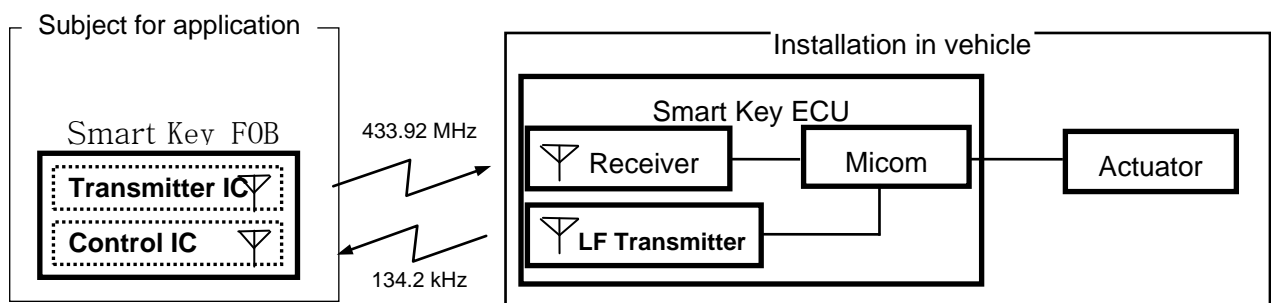 Subject for application
Smart Key FOB
Transmitter IC
Control IC
433.92 MHz
134.2 kHz
Installation in vehicle
Smart Key ECU
Receiver
Micom
Actuator
LF Transmitter